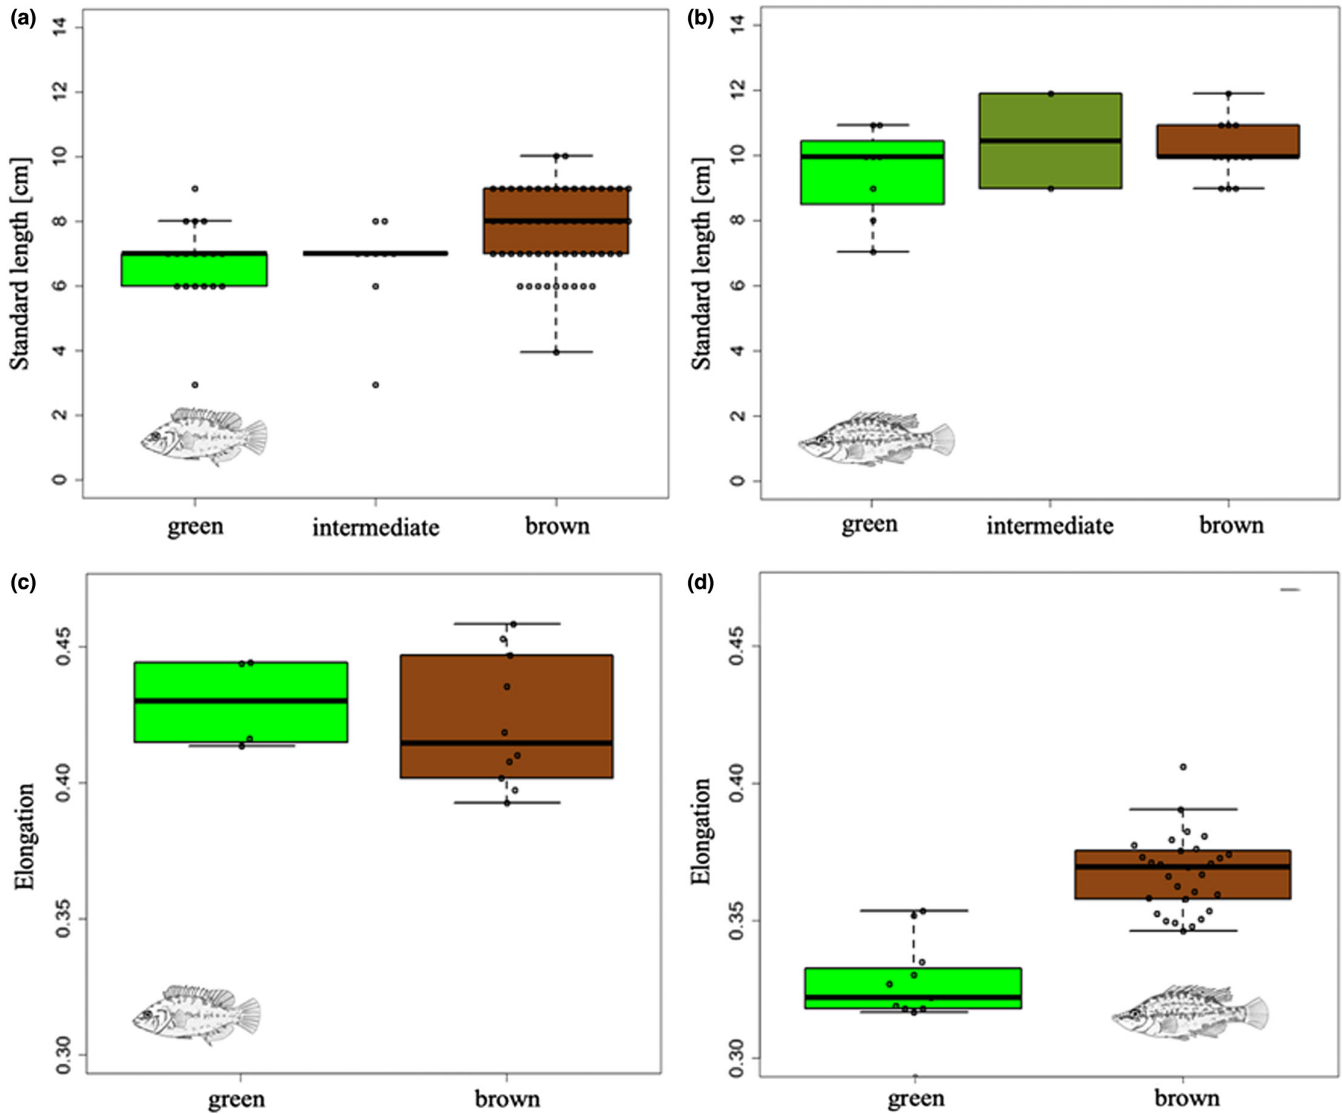 (a)
Standard length [cm]
14
12
10
8
6
4
2
0
green intermediate brown
(b)
Standard length [cm]
14
12
10
8
6
4
2
0
green intermediate brown
(c)
Elongation
0.45
0.40
0.35
0.30
green brown
(d)
Elongation
0.45
0.40
0.35
0.30
green brown